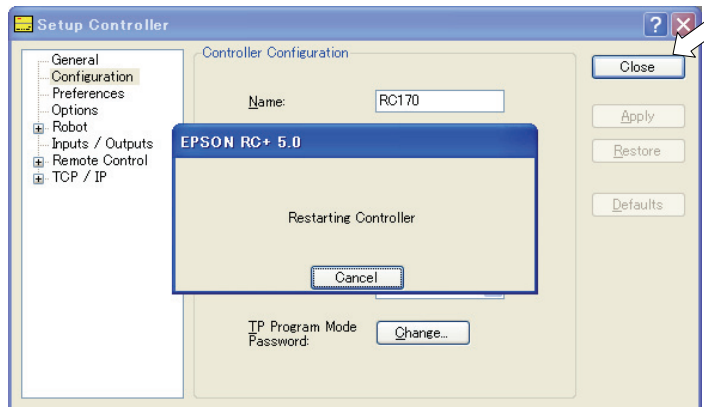 Setup Controller
General
Configuration
Preferences
Options
Robot
Inputs / Outputs
Remote Control
TCP / IP
Controller Configuration
Name:
RC170
EPSON RC+ 5.0
Restarting Controller
Cancel
TP Program Mode
Password:
Change...
Close
Apply
Restore
Defaults